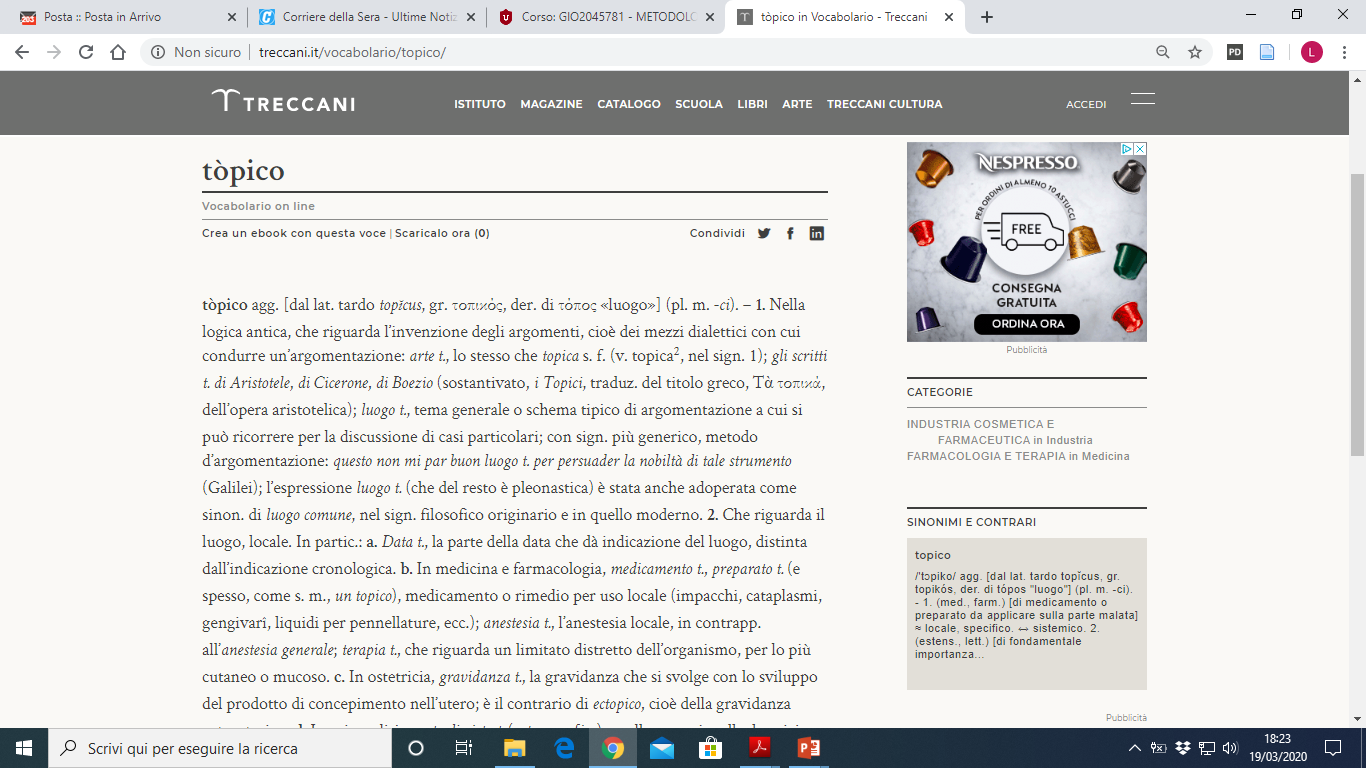 203
Posta :: Posta in Arrivo
Corriere della Sera - Ultime Notiz
Corso: GIO2045781 - METODOLO
tòpico in Vocabolario - Treccani
Non sicuro
treccani.it/vocabolario/topico/
PD
L
TRECCANI
ISTITUTO MAGAZINE CATALOGO SCUOLA LIBRI ARTE TRECCANI CULTURA
ACCEDI
tòpico
Vocabolario on line
Crea un ebook con questa voce | Scaricalo ora (0)
Condividi
tòpico agg. [dal lat. tardo topĭcus, gr. τοπικός, der. di τόπος «luogo»] (pl. m. -ci). – 1. Nella
logica antica, che riguarda l’invenzione degli argomenti, cioè dei mezzi dialettici con cui
condurre un’argomentazione: arte t., lo stesso che topica s. f. (v. topica², nel sign. 1); gli scritti
t. di Aristotele, di Cicerone, di Boezio (sostantivato, i Topici, traduz. del titolo greco, Τὰ τοπικά,
dell’opera aristotelica); luogo t., tema generale o schema tipico di argomentazione a cui si
può ricorrere per la discussione di casi particolari; con sign. più generico, metodo
d’argomentazione: questo non mi par buon luogo t. per persuader la nobiltà di tale strumento
(Galilei); l’espressione luogo t. (che del resto è pleonastica) è stata anche adoperata come
sinon. di luogo comune, nel sign. filosofico originario e in quello moderno. 2. Che riguarda il
luogo, locale. In partic.: a. Data t., la parte della data che dà indicazione del luogo, distinta
dall’indicazione cronologica. b. In medicina e farmacologia, medicamento t., preparato t. (e
spesso, come s. m., un topico), medicamento o rimedio per uso locale (impacchi, cataplasmi,
gengivarî, liquidi per pennellature, ecc.); anestesia t., l’anestesia locale, in contrapp.
all’anestesia generale; terapia t., che riguarda un limitato distretto dell’organismo, per lo più
cutaneo o mucoso. c. In ostetricia, gravidanza t., la gravidanza che si svolge con lo sviluppo
del prodotto di concepimento nell’utero; è il contrario di ectopico, cioè della gravidanza
NESPRESSO
PER ORDINI DI ALMENO 10 ASTUCCI
FREE
CONSEGNA
GRATUITA
ORDINA ORA
Pubblicità
CATEGORIE
INDUSTRIA COSMETICA E
FARMACEUTICA in Industria
FARMACOLOGIA E TERAPIA in Medicina
SINONIMI E CONTRARI
topico
/'tɔpiko/ agg. [dal lat. tardo topĭcus, gr.
topikós, der. di tópos "luogo"] (pl. m. -ci).
- 1. (med., farm.) [di medicamento o
preparato da applicare sulla parte malata]
≈ locale, specifico. ↔ sistemico. 2.
(estens., lett.) [di fondamentale
importanza...
Pubblicità
Scrivi qui per eseguire la ricerca
18:23
19/03/2020